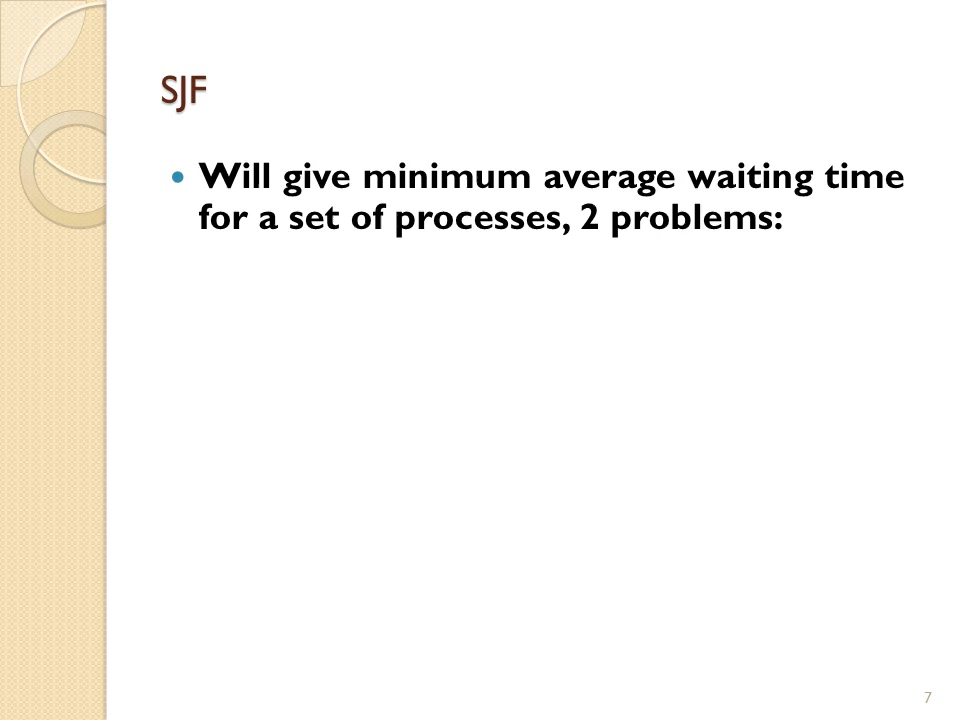 SJF
Will give minimum average waiting time
for a set of processes, 2 problems:
7